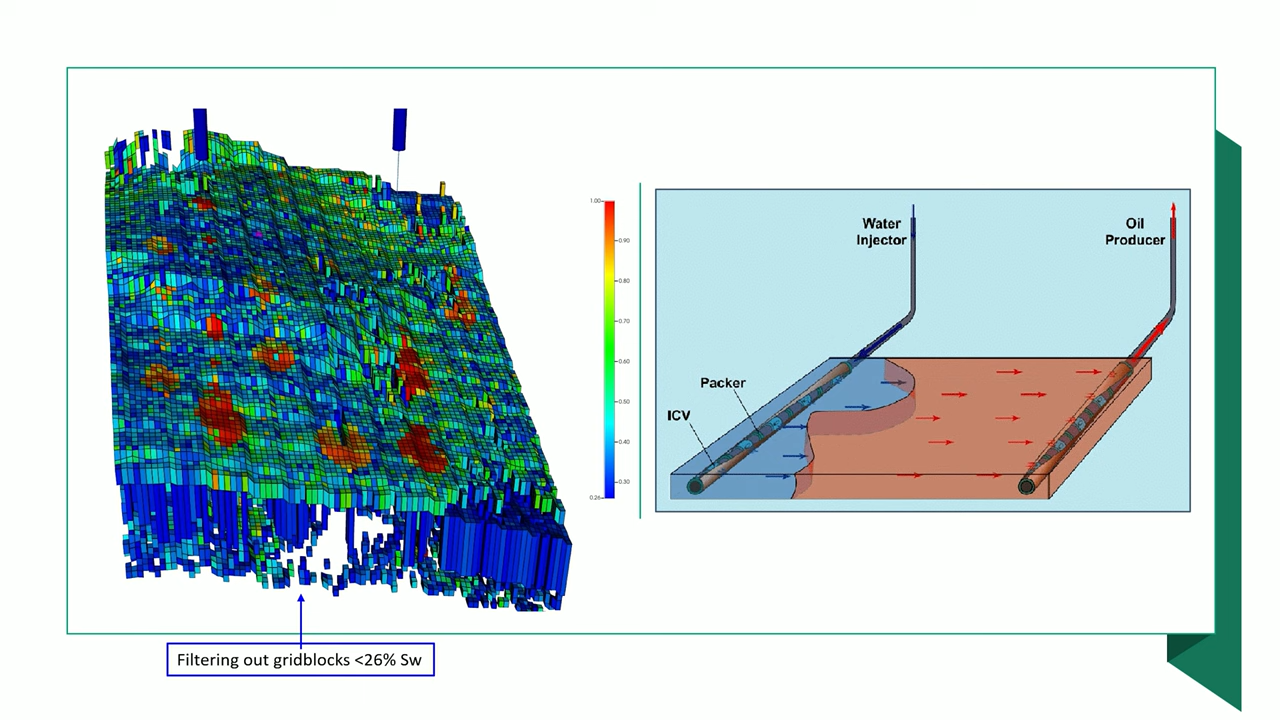 1.00
0.90
0.80
0.70
0.60
0.50
0.40
0.30
0.26
Filtering out gridblocks <26% Sw
Water
Injector
Oil
Producer
Packer
ICV